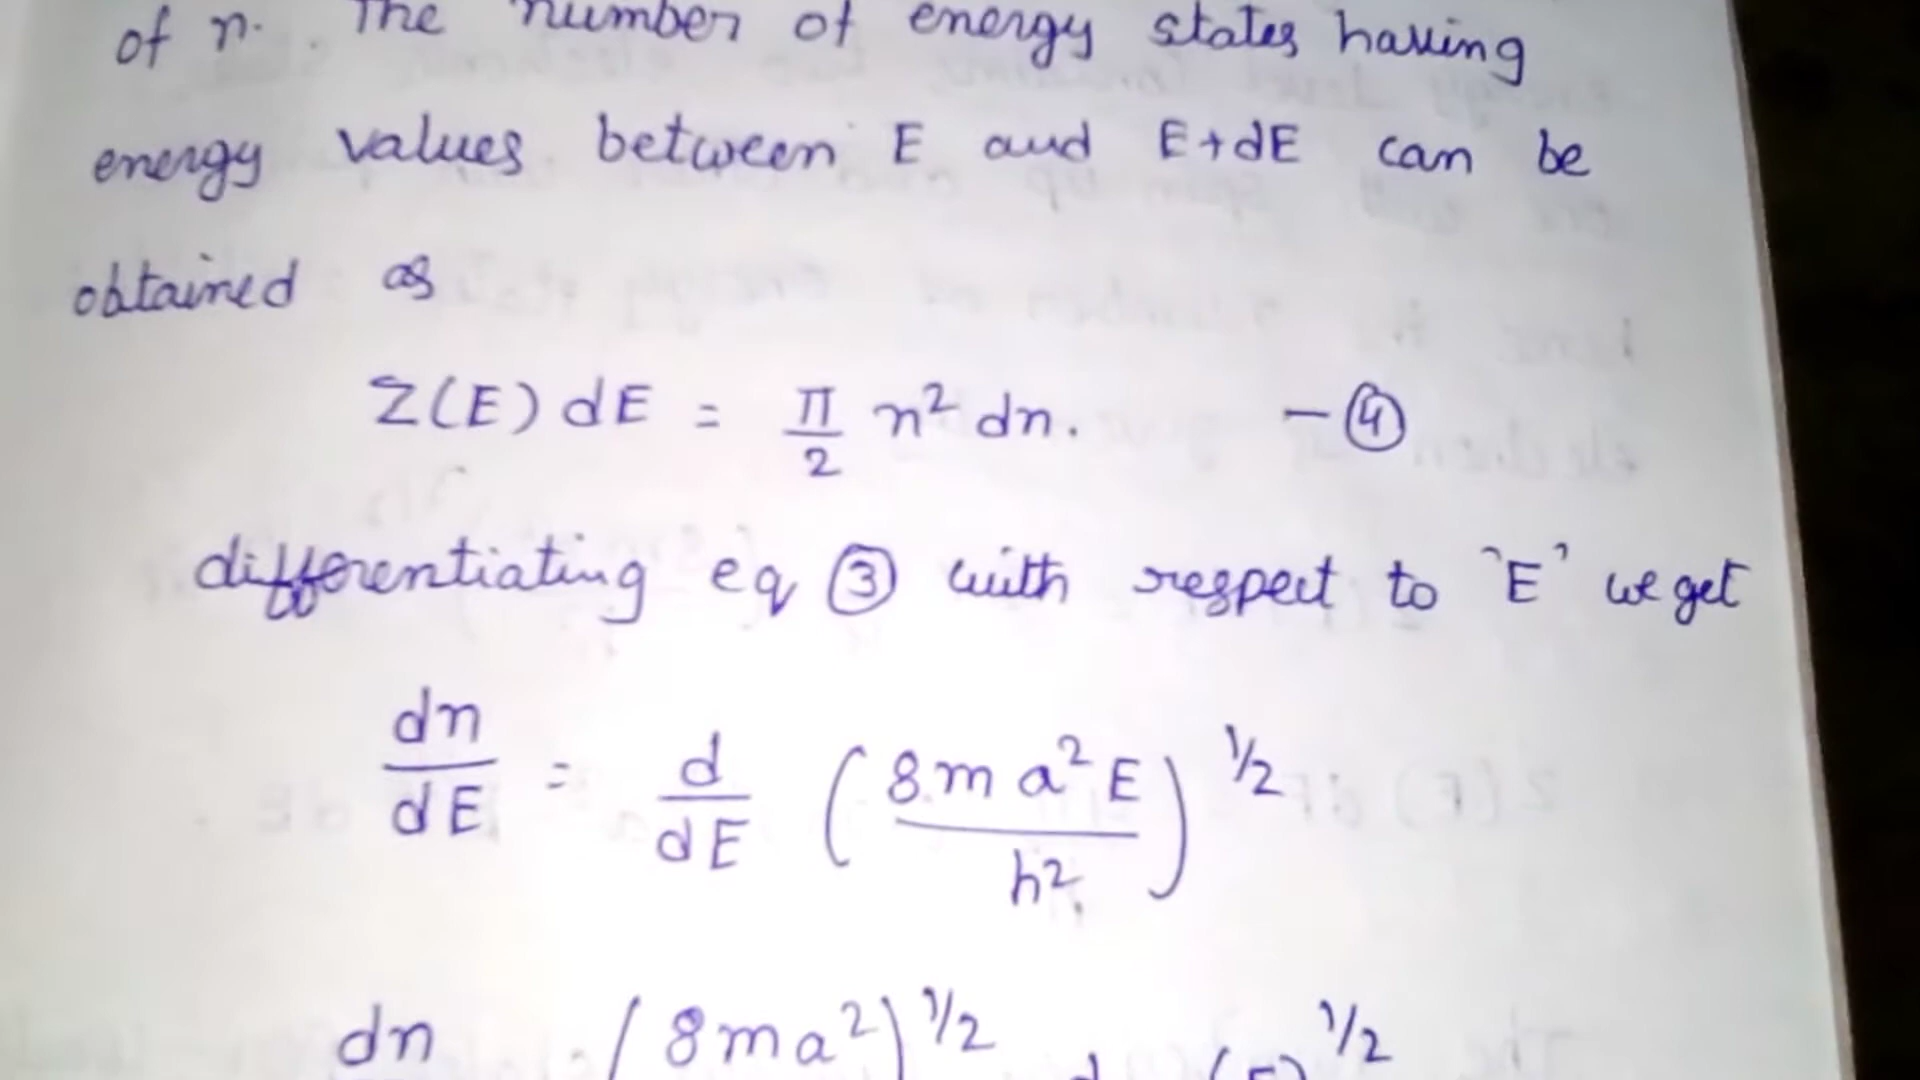 of n. The number of energy states having
energy values between E and E+dE can be
obtained as
Z(E) dE = π/2 n² dn. - ④
differentiating eq ③ with respect to 'E' we get
dn/dE = d/dE (8ma²E/h²)^1/2
dn (8ma²)^1/2 (E)^1/2